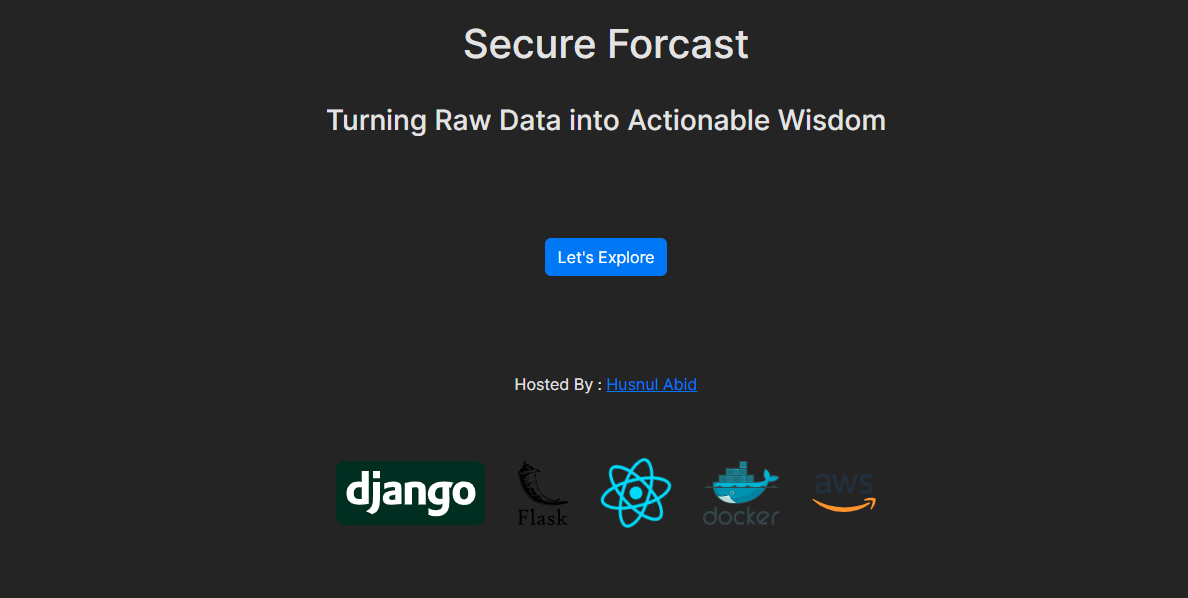 Secure Forcast
Turning Raw Data into Actionable Wisdom
Let's Explore
Hosted By : Husnul Abid
django
Flask
docker
aws